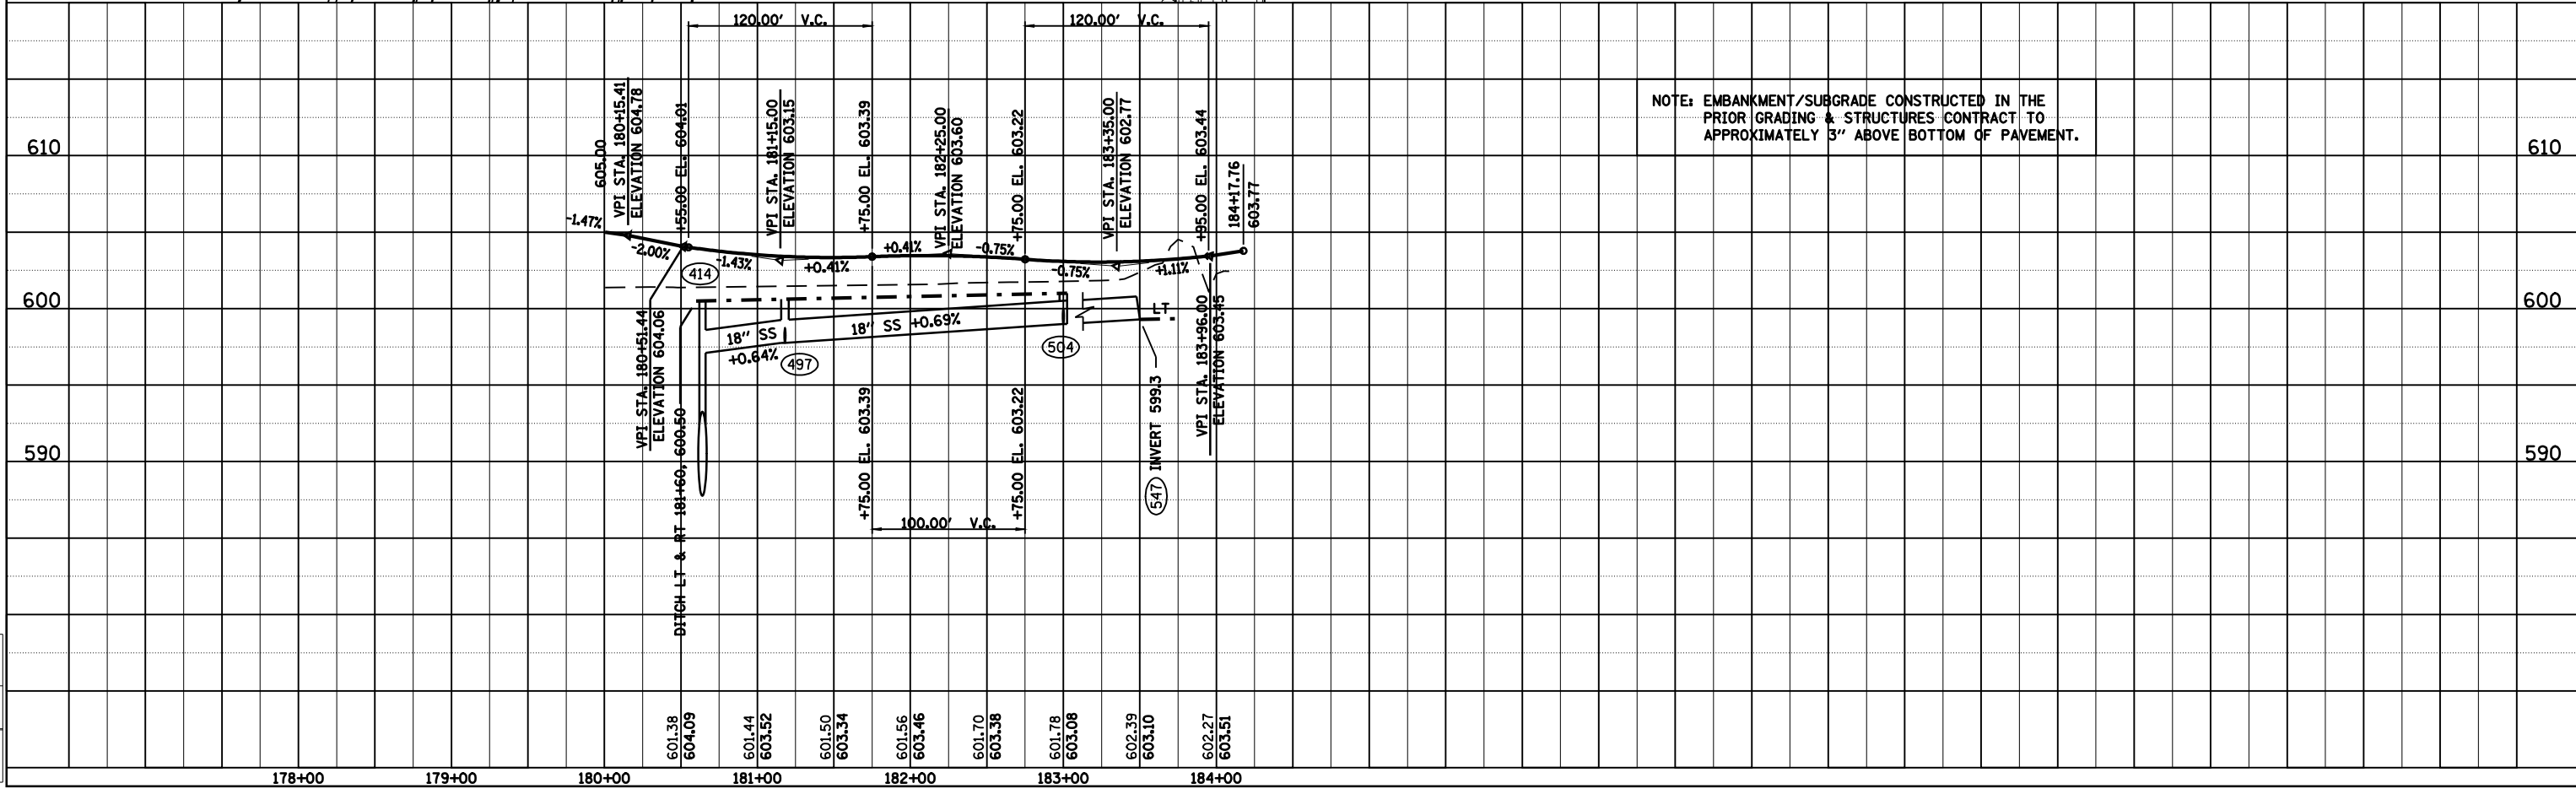 120.00' V.C.
120.00' V.C.
605.00
VPI STA. 180+15.41
ELEVATION 604.78
+55.00 EL. 604.01
VPI STA. 181+15.00
ELEVATION 603.15
+75.00 EL. 603.39
VPI STA. 182+25.00
ELEVATION 603.60
+75.00 EL. 603.22
VPI STA. 183+35.00
ELEVATION 602.77
+95.00 EL. 603.44
184+17.76
603.77
NOTE: EMBANKMENT/SUBGRADE CONSTRUCTED IN THE
PRIOR GRADING & STRUCTURES CONTRACT TO
APPROXIMATELY 3" ABOVE BOTTOM OF PAVEMENT.
610
610
-1.47%
-2.00%
-1.43%
+0.41%
+0.41%
-0.75%
-0.75%
+1.11%
414
600
600
18" SS
+0.64%
18" SS +0.69%
497
504
LT
VPI STA. 180+51.44
ELEVATION 604.06
DITCH LT & RT 181+60, 600.50
+75.00 EL. 603.39
+75.00 EL. 603.22
547 INVERT 599.3
VPI STA. 183+96.00
ELEVATION 603.45
590
590
100.00' V.C.
601.38
604.09
601.44
603.52
601.50
603.34
601.56
603.46
601.70
603.38
601.78
603.08
602.39
603.10
602.27
603.51
178+00
179+00
180+00
181+00
182+00
183+00
184+00